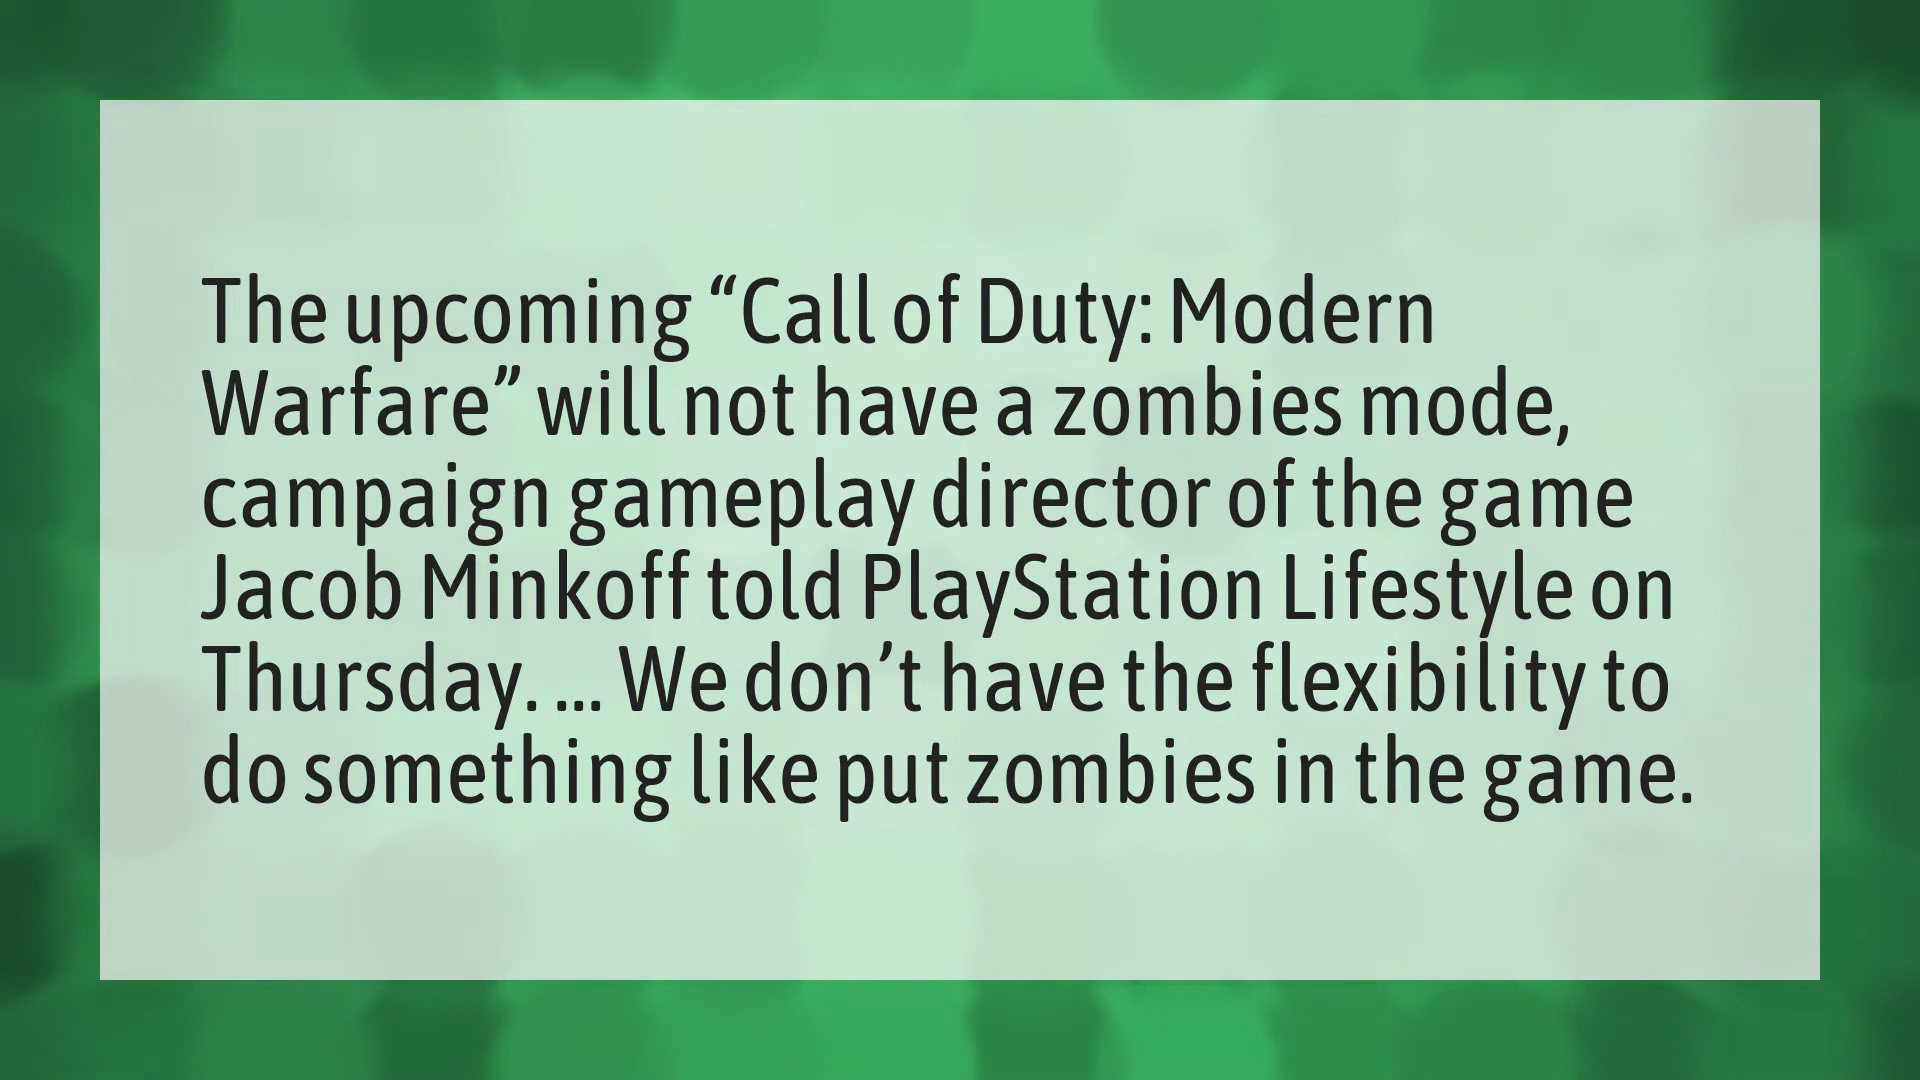 The upcoming “Call of Duty: Modern
Warfare” will not have a zombies mode,
campaign gameplay director of the game
Jacob Minkoff told PlayStation Lifestyle on
Thursday. ... We don’t have the flexibility to
do something like put zombies in the game.